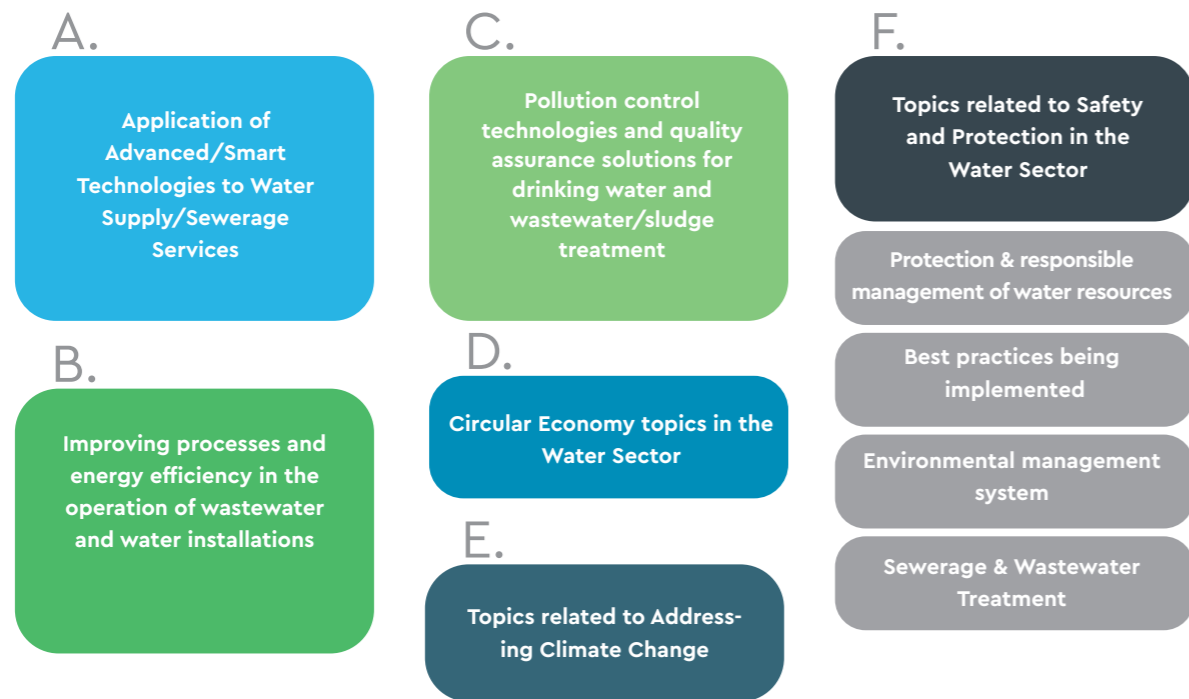 A.
Application of
Advanced/Smart
Technologies to Water
Supply/Sewerage
Services
B.
Improving processes and
energy efficiency in the
operation of wastewater
and water installations
C.
Pollution control
technologies and quality
assurance solutions for
drinking water and
wastewater/sludge
treatment
D.
Circular Economy topics in the
Water Sector
E.
Topics related to Address-
ing Climate Change
F.
Topics related to Safety
and Protection in the
Water Sector
Protection & responsible
management of water resources
Best practices being
implemented
Environmental management
system
Sewerage & Wastewater
Treatment